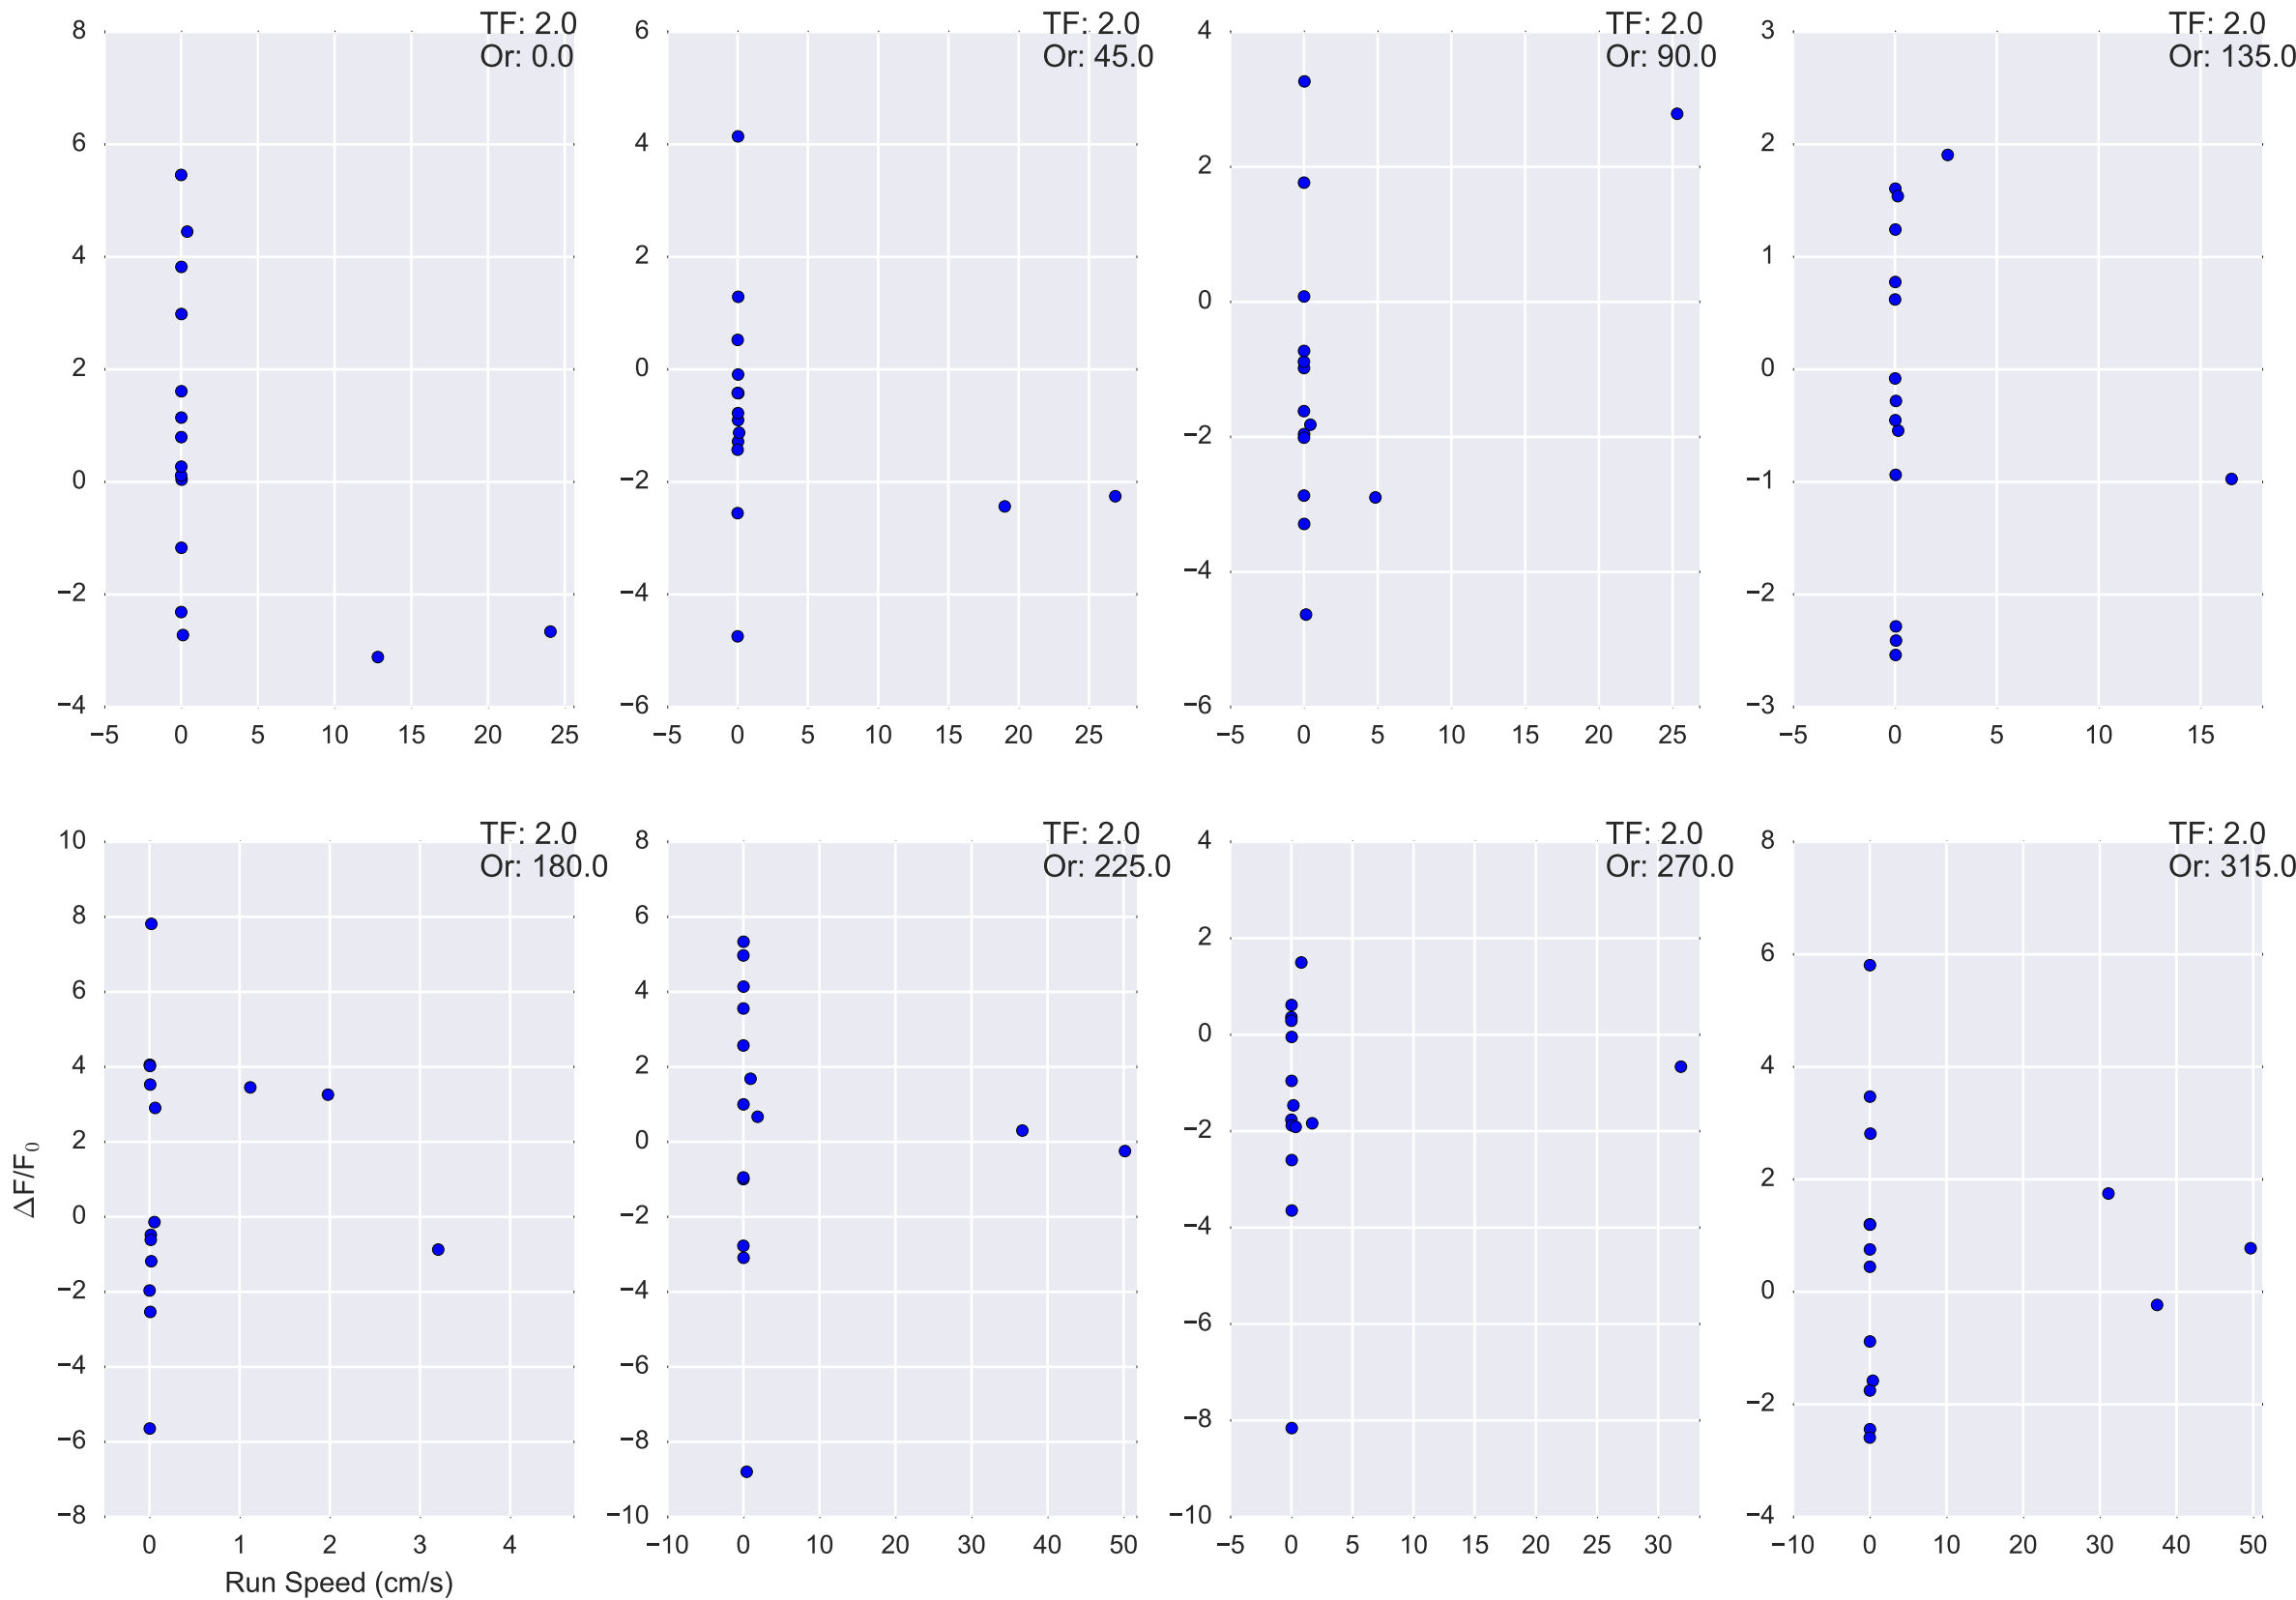 TF: 2.0
Or: 0.0
8
6
4
2
0
−2
−4
−5 0 5 10 15 20 25
TF: 2.0
Or: 45.0
6
4
2
0
−2
−4
−6
−5 0 5 10 15 20 25
TF: 2.0
Or: 90.0
4
2
0
−2
−4
−6
−5 0 5 10 15 20 25
TF: 2.0
Or: 135.0
3
2
1
0
−1
−2
−3
−5 0 5 10 15
TF: 2.0
Or: 180.0
10
8
6
4
2
0
−2
−4
−6
−8
ΔF/F₀
0 1 2 3 4
Run Speed (cm/s)
TF: 2.0
Or: 225.0
8
6
4
2
0
−2
−4
−6
−8
−10
−10 0 10 20 30 40 50
TF: 2.0
Or: 270.0
4
2
0
−2
−4
−6
−8
−10
−5 0 5 10 15 20 25 30
TF: 2.0
Or: 315.0
8
6
4
2
0
−2
−4
−10 0 10 20 30 40 50